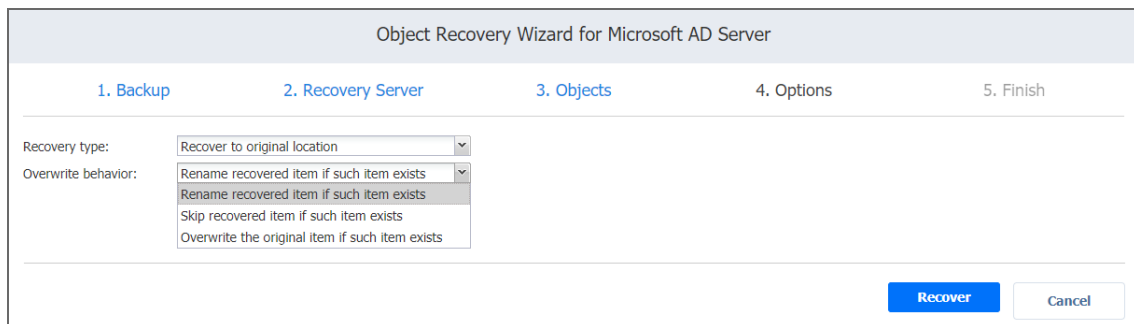 Object Recovery Wizard for Microsoft AD Server
1. Backup 2. Recovery Server 3. Objects 4. Options 5. Finish
Recovery type: Recover to original location
Overwrite behavior: Rename recovered item if such item exists
Rename recovered item if such item exists
Skip recovered item if such item exists
Overwrite the original item if such item exists
Recover Cancel